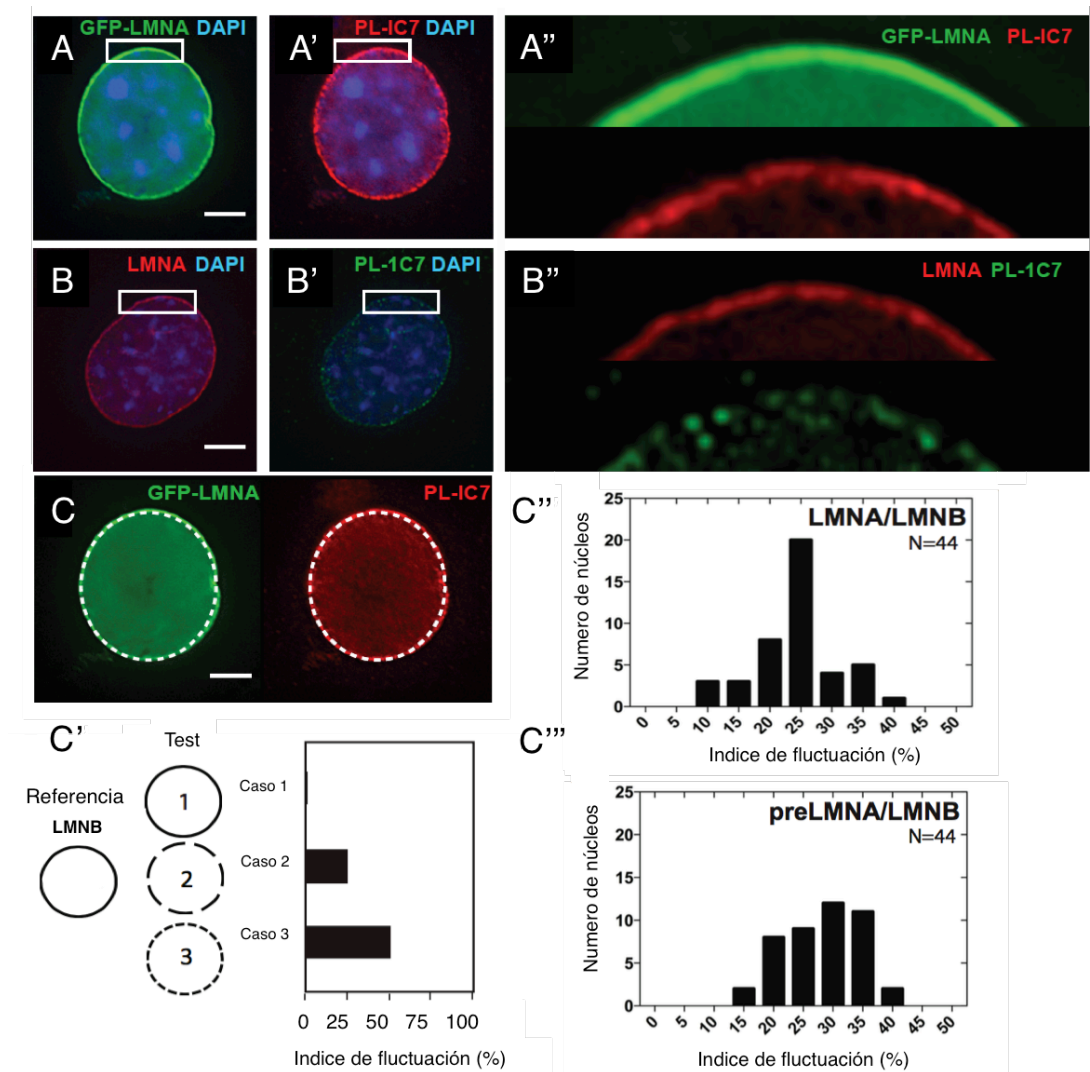 A
GFP-LMNA DAPI
A'
PL-IC7 DAPI
A"
GFP-LMNA PL-IC7
B
LMNA DAPI
B'
PL-1C7 DAPI
B"
LMNA PL-1C7
C
GFP-LMNA
PL-IC7
C"
LMNA/LMNB
N=44
Numero de núcleos
25
20
15
10
5
0
0 5 10 15 20 25 30 35 40 45 50
Indice de fluctuación (%)
C'
Test
Referencia
LMNB
1
2
3
Caso 1
Caso 2
Caso 3
0 25 50 75 100
Indice de fluctuación (%)
C'"
preLMNA/LMNB
N=44
Numero de núcleos
25
20
15
10
5
0
0 5 10 15 20 25 30 35 40 45 50
Indice de fluctuación (%)